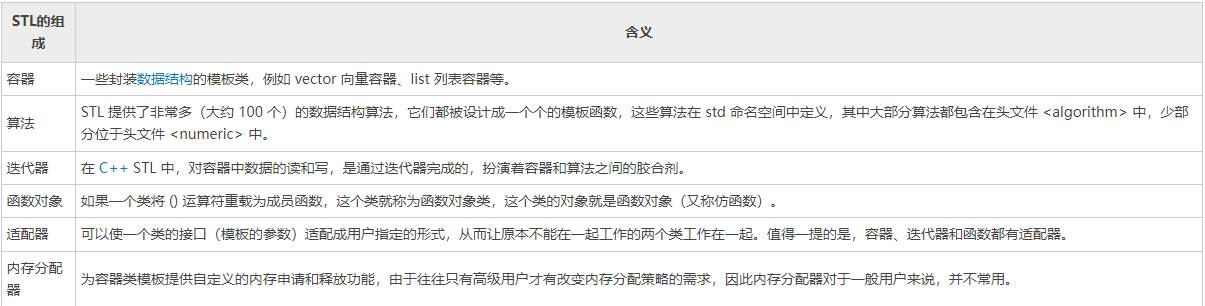 STL的组
成
含义
容器
一些封装数据结构的模板类，例如 vector 向量容器、list 列表容器等。
算法
STL 提供了非常多（大约 100 个）的数据结构算法，它们都被设计成一个个的模板函数，这些算法在 std 命名空间中定义，其中大部分算法都包含在头文件 <algorithm> 中，少部
分位于头文件 <numeric> 中。
迭代器
在 C++ STL 中，对容器中数据的读和写，是通过迭代器完成的，扮演着容器和算法之间的胶合剂。
函数对象
如果一个类将 () 运算符重载为成员函数，这个类就称为函数对象类，这个类的对象就是函数对象（又称仿函数）。
适配器
可以使一个类的接口（模板的参数）适配成用户指定的形式，从而让原本不能在一起工作的两个类工作在一起。值得一提的是，容器、迭代器和函数都有适配器。
内存分配
器
为容器类模板提供自定义的内存申请和释放功能，由于往往只有高级用户才有改变内存分配策略的需求，因此内存分配器对于一般用户来说，并不常用。